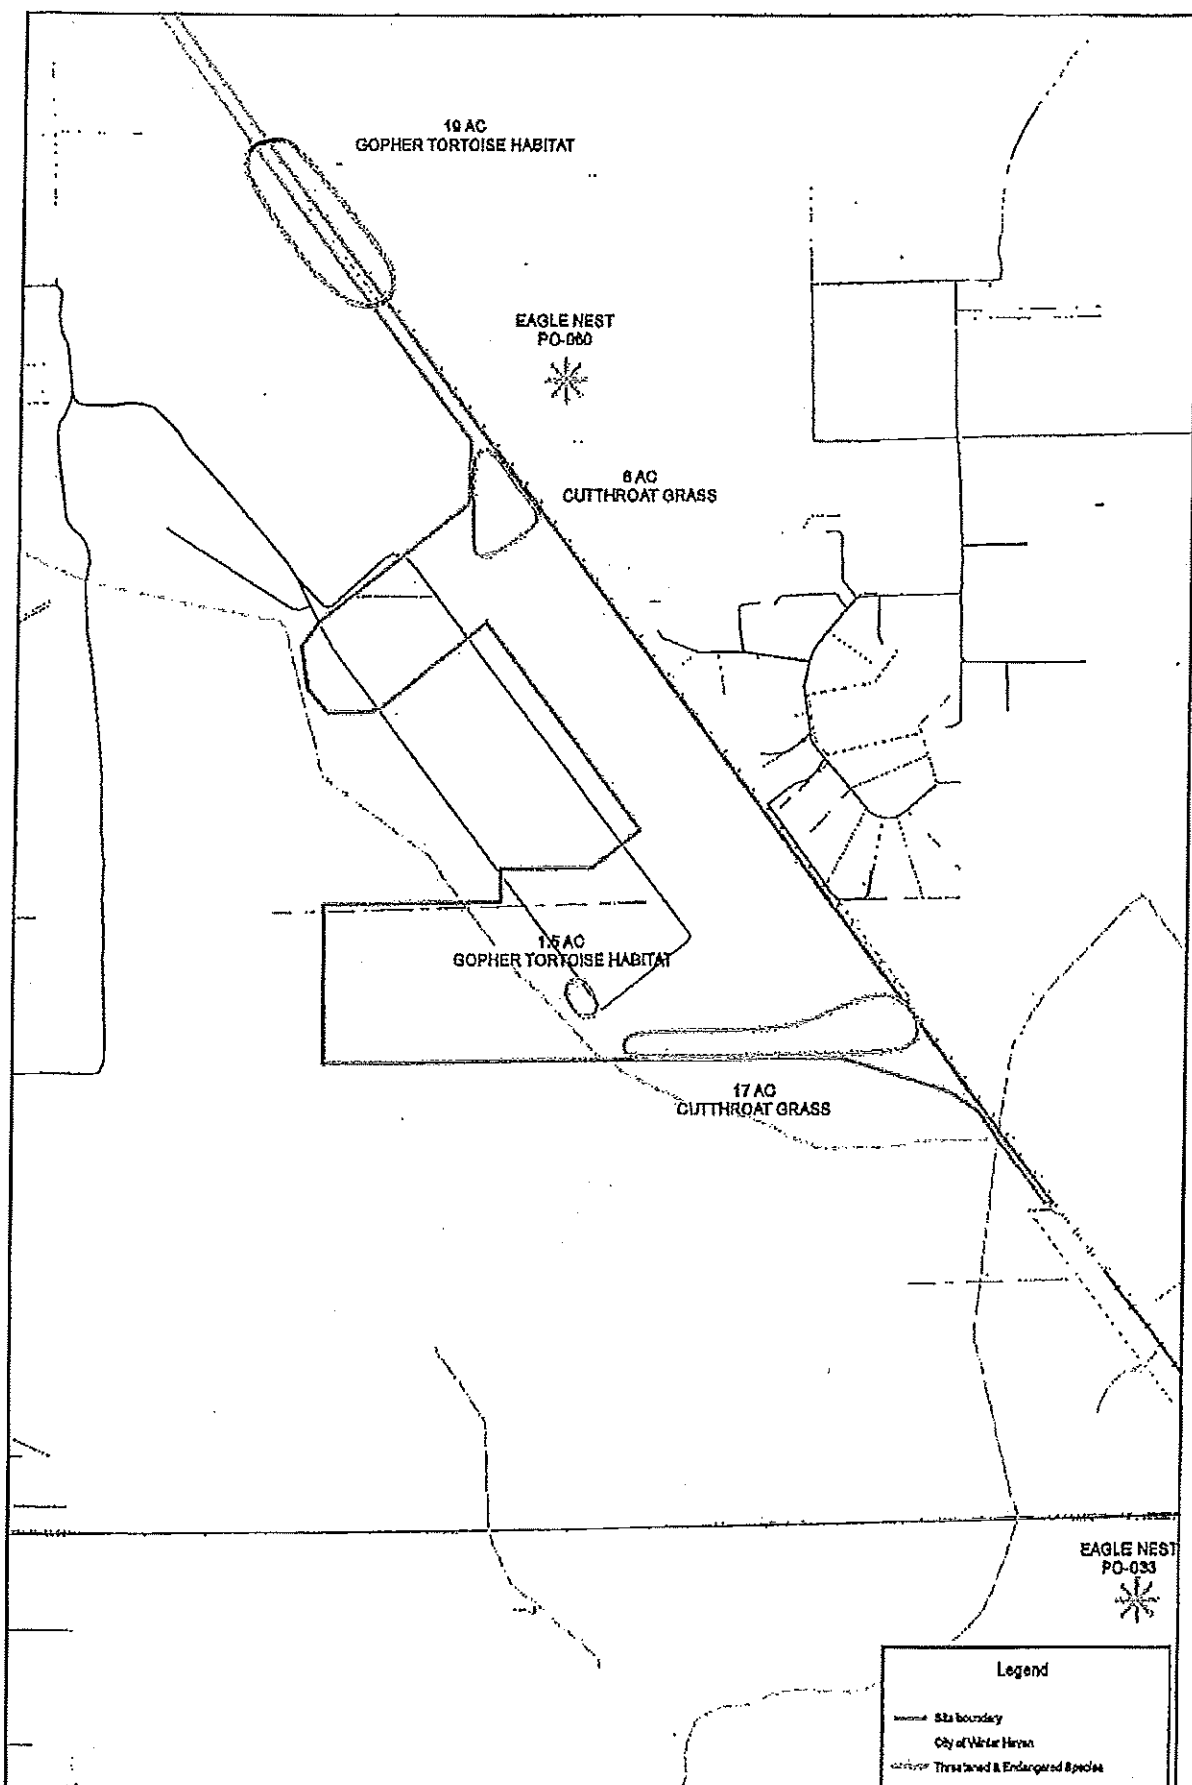 19 AC
GOPHER TORTOISE HABITAT
EAGLE NEST
PO-060
6 AC
CUTTHROAT GRASS
1.5 AC
GOPHER TORTOISE HABITAT
17 AC
CUTTHROAT GRASS
EAGLE NEST
PO-033
Legend
Site boundary
City of Winter Haven
Threatened & Endangered Species